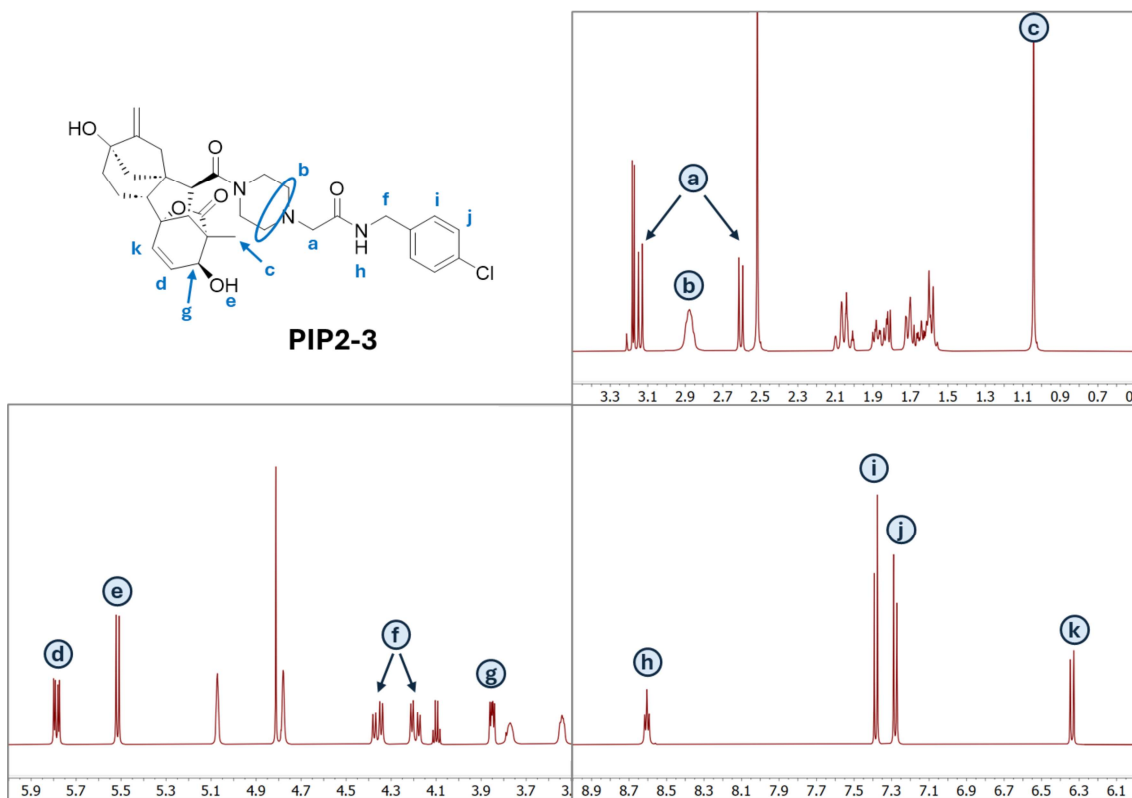 HO
O
b
O
N
O
O
N
N
H
f
i
j
Cl
k
a
h
c
d
OH
g
e
PIP2-3
c
a
b
3.3 3.1 2.9 2.7 2.5 2.3 2.1 1.9 1.7 1.5 1.3 1.1 0.9 0.7
e
d
f
g
5.9 5.7 5.5 5.3 5.1 4.9 4.7 4.5 4.3 4.1 3.9 3.7
i
j
h
k
8.9 8.7 8.5 8.3 8.1 7.9 7.7 7.5 7.3 7.1 6.9 6.7 6.5 6.3